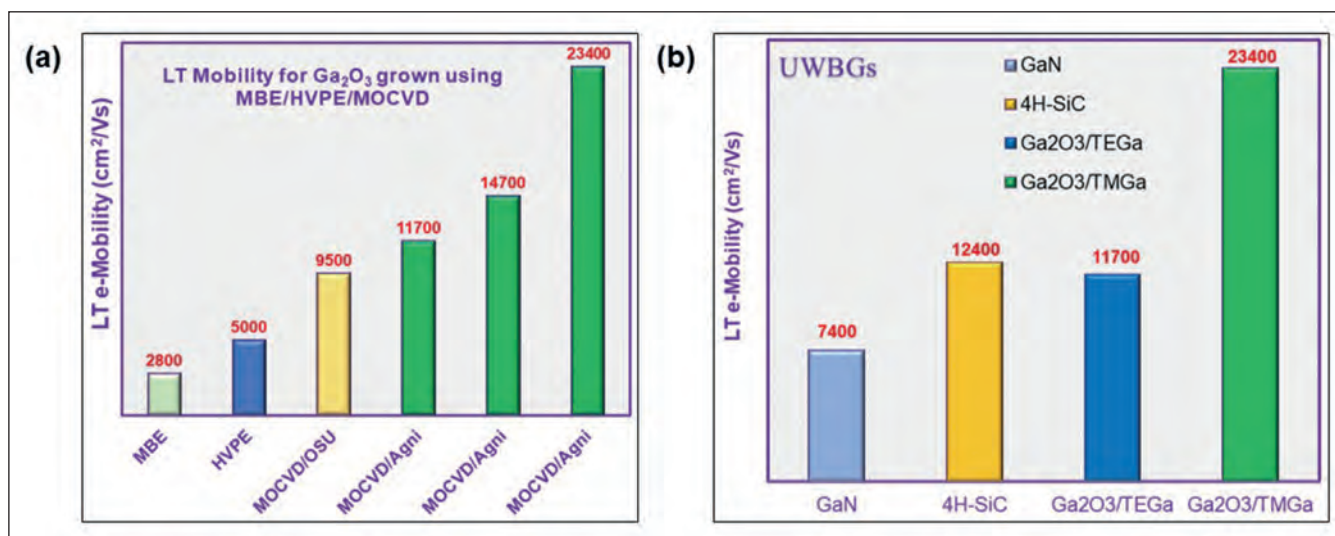 (a)
LT Mobility for Ga₂O₃ grown using
MBE/HVPE/MOCVD
LT e-Mobility (cm²/Vs)
2800
5000
9500
11700
14700
23400
MBE
HVPE
MOCVD/OSU
MOCVD/Agni
MOCVD/Agni
MOCVD/Agni
(b)
UWBGs
GaN
4H-SiC
Ga2O3/TEGa
Ga2O3/TMGa
LT e-Mobility (cm²/Vs)
7400
12400
11700
23400
GaN
4H-SiC
Ga2O3/TEGa
Ga2O3/TMGa